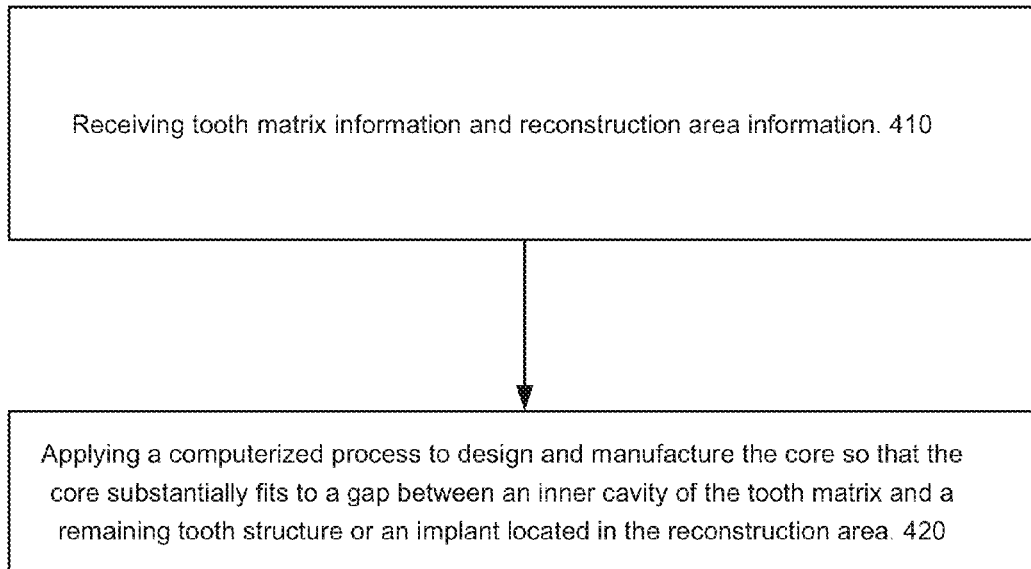 Receiving tooth matrix information and reconstruction area information. 410
Applying a computerized process to design and manufacture the core so that the
core substantially fits to a gap between an inner cavity of the tooth matrix and a
remaining tooth structure or an implant located in the reconstruction area. 420